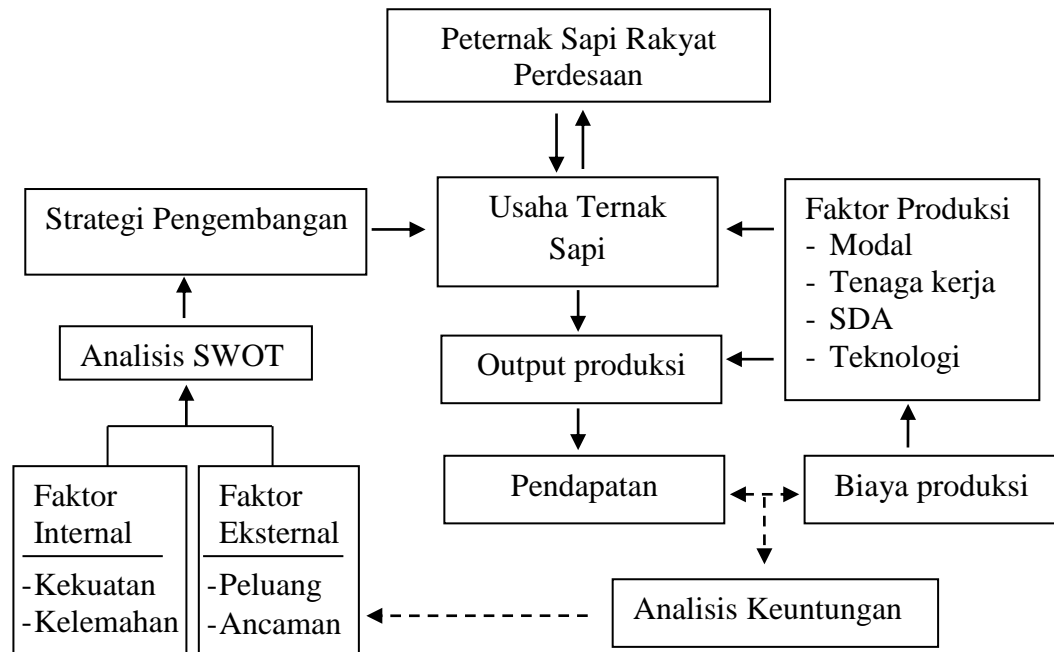 Peternak Sapi Rakyat
Perdesaan
Strategi Pengembangan
Usaha Ternak
Sapi
Faktor Produksi
- Modal
- Tenaga kerja
- SDA
- Teknologi
Analisis SWOT
Output produksi
Pendapatan
Biaya produksi
Faktor
Internal
-Kekuatan
-Kelemahan
Faktor
Eksternal
-Peluang
-Ancaman
Analisis Keuntungan